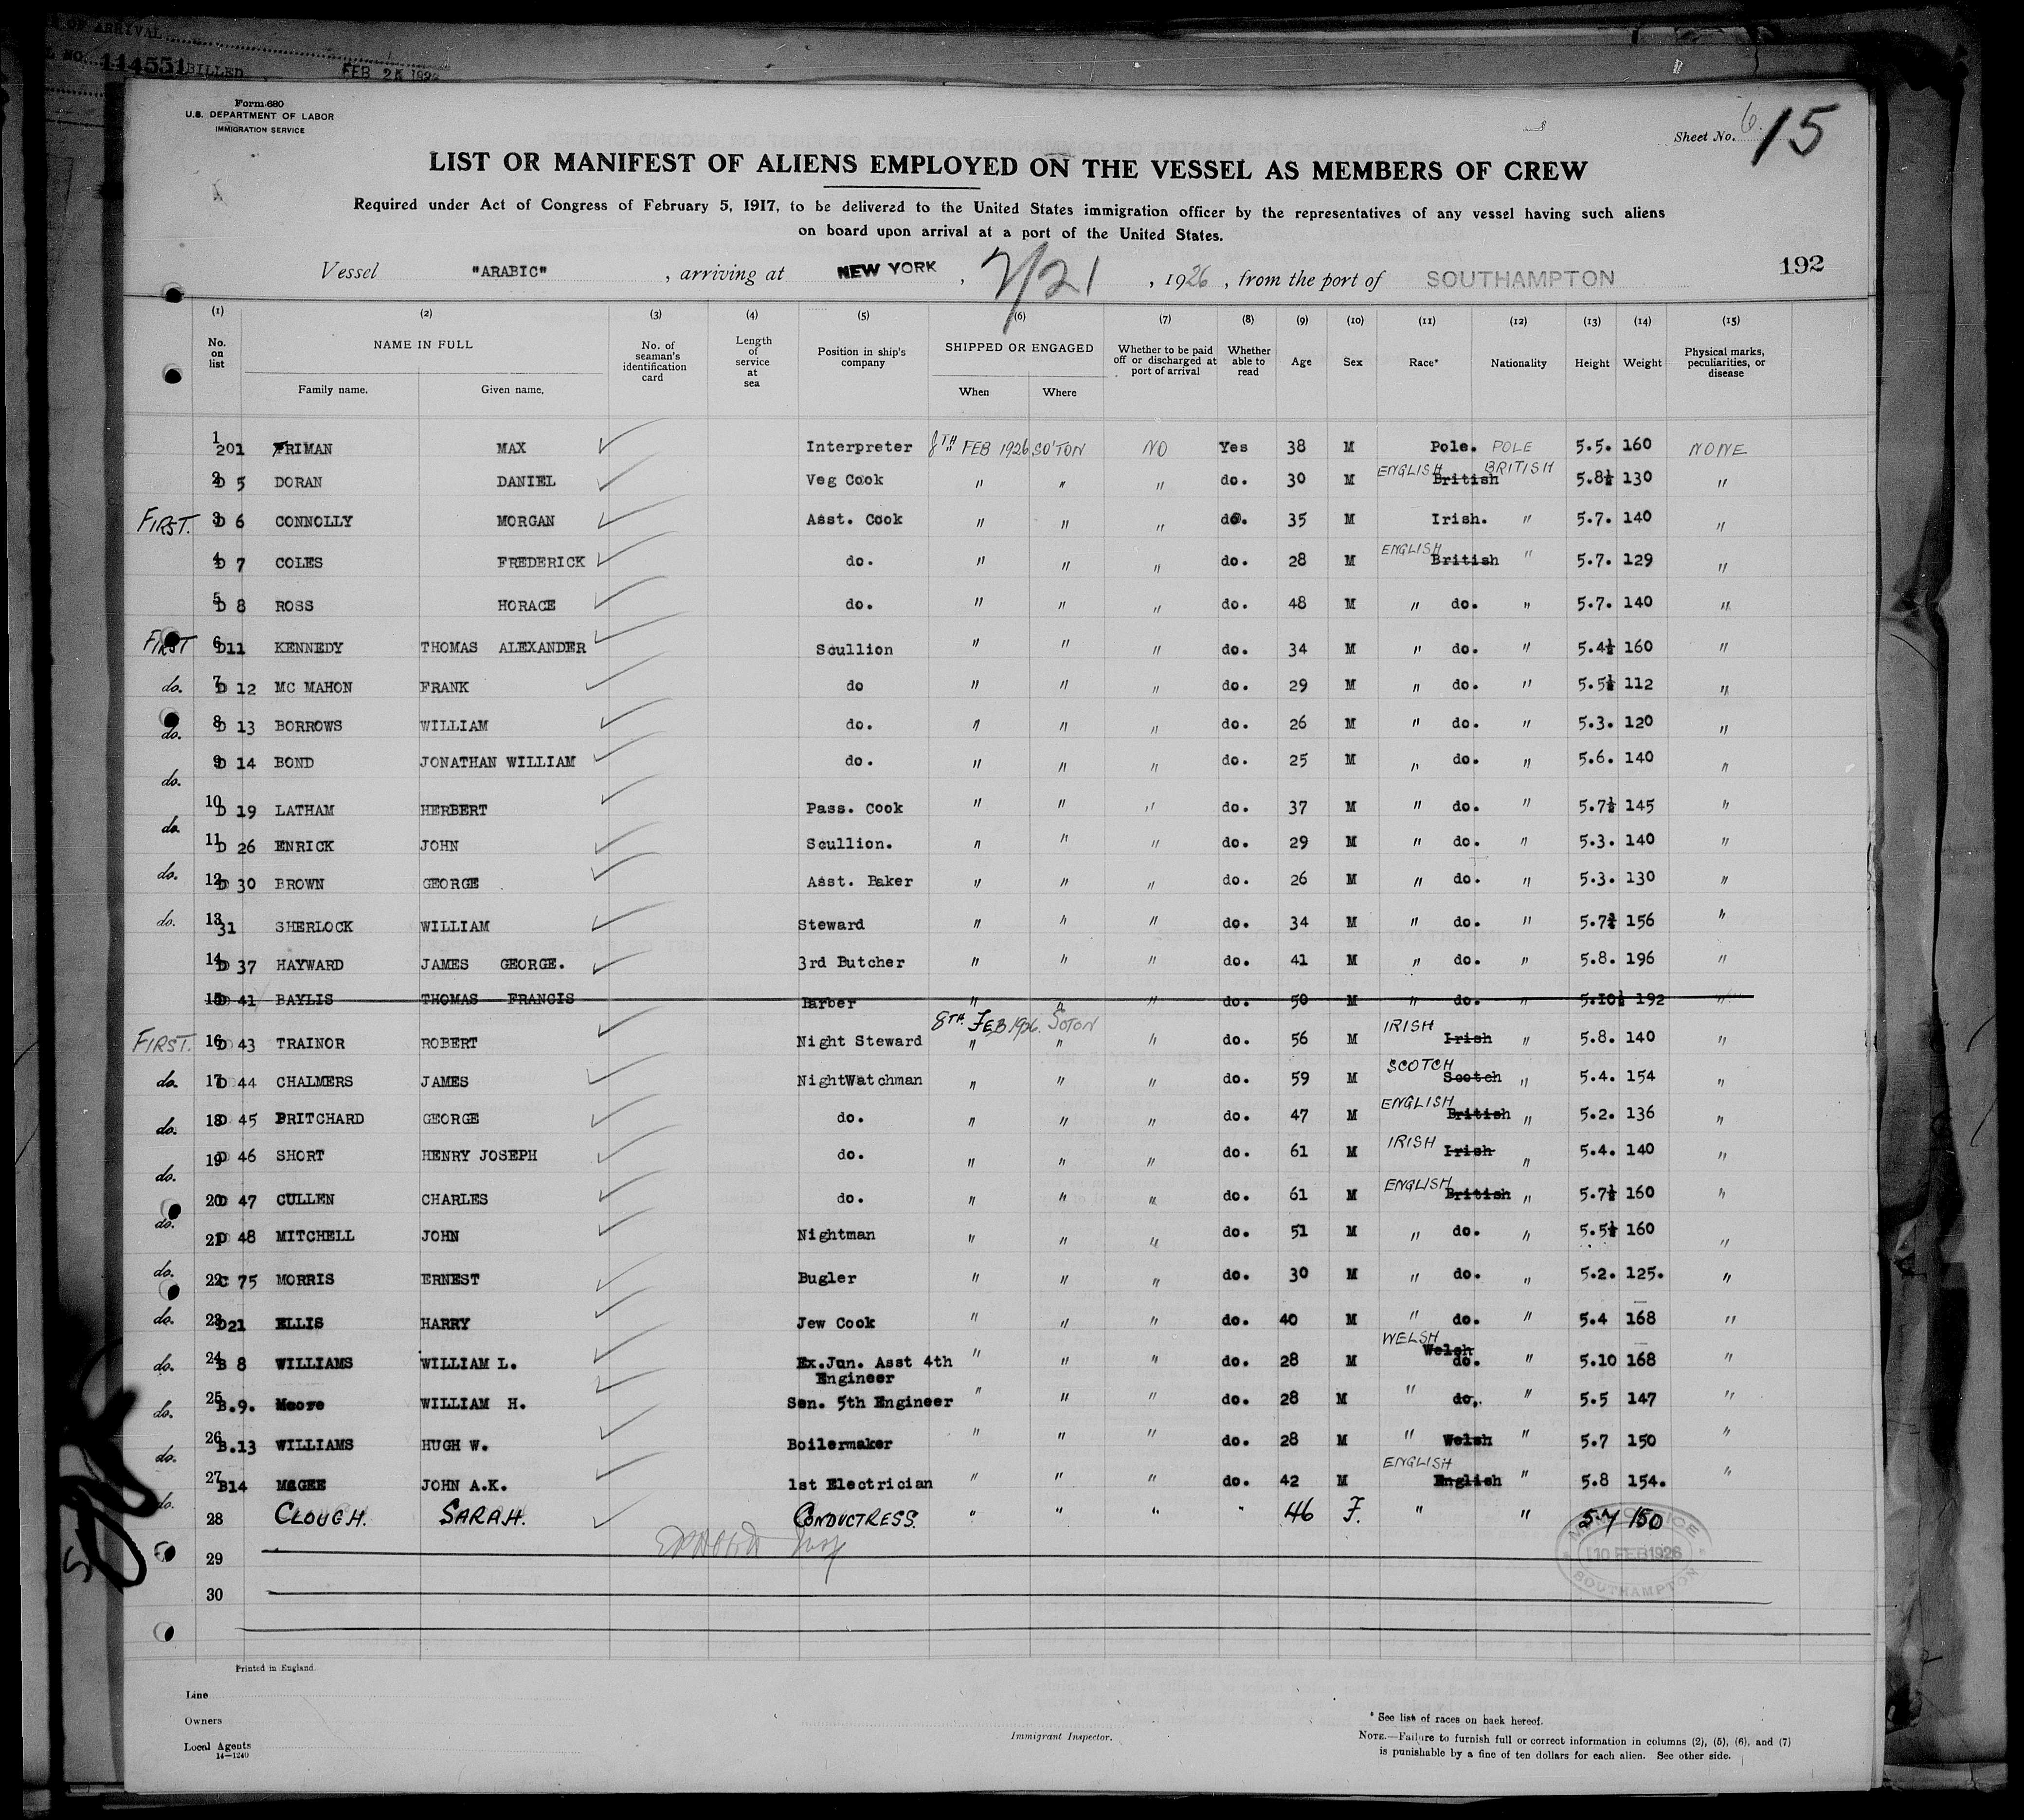 OF ARRIVAL
NO. 114551 BILLED FEB 25 192
Form 680
U.S. DEPARTMENT OF LABOR
IMMIGRATION SERVICE
Sheet No. 6. 15
LIST OR MANIFEST OF ALIENS EMPLOYED ON THE VESSEL AS MEMBERS OF CREW
Required under Act of Congress of February 5, 1917, to be delivered to the United States immigration officer by the representatives of any vessel having such aliens
on board upon arrival at a port of the United States.
Vessel "ARABIC" , arriving at NEW YORK , 2/21 , 1926 , from the port of SOUTHAMPTON 192
(1) (2) (3) (4) (5) (6) (7) (8) (9) (10) (11) (12) (13) (14) (15)
No. on list NAME IN FULL Family name. Given name. No. of seaman's identification card Length of service at sea Position in ship's company SHIPPED OR ENGAGED When Where Whether to be paid off or discharged at port of arrival Whether able to read Age Sex Race* Nationality Height Weight Physical marks, peculiarities, or disease
1 201 FRIMAN MAX Interpreter 8TH FEB 1926 SO'TON NO Yes 38 M Pole. POLE 5.5. 160 NONE
2 D 5 DORAN DANIEL Veg Cook " " " do. 30 M ENGLISH British BRITISH 5.8½ 130 "
FIRST. 3 D 6 CONNOLLY MORGAN Asst. Cook " " " do. 35 M Irish. " 5.7. 140 "
4 D 7 COLES FREDERICK do. " " " do. 28 M ENGLISH British " 5.7. 129 "
5 D 8 ROSS HORACE do. " " " do. 48 M " do. " 5.7. 140 "
FIRST 6 D11 KENNEDY THOMAS ALEXANDER Scullion " " " do. 34 M " do. " 5.4½ 160 "
do. 7 D 12 MC MAHON FRANK do " " " do. 29 M " do. " 5.5½ 112 "
do. 8 D 13 BORROWS WILLIAM do. " " " do. 26 M " do. " 5.3. 120 "
do. 9 D 14 BOND JONATHAN WILLIAM do. " " " do. 25 M " do. " 5.6. 140 "
do. 10 D 19 LATHAM HERBERT Pass. Cook " " " do. 37 M " do. " 5.7½ 145 "
do. 11 D 26 ENRICK JOHN Scullion. " " " do. 29 M " do. " 5.3. 140 "
do. 12 D 30 BROWN GEORGE Asst. Baker " " " do. 26 M " do. " 5.3. 130 "
do. 13 31 SHERLOCK WILLIAM Steward " " " do. 34 M " do. " 5.7¾ 156 "
14 D 37 HAYWARD JAMES GEORGE. 3rd Butcher " " " do. 41 M " do. " 5.8. 196 "
15 D 41 BAYLIS THOMAS FRANCIS Barber " " " do. 50 M " do. " 5.10½ 192 "
8TH. FEB 1926. SOTON
FIRST. 16 D 43 TRAINOR ROBERT Night Steward " " " do. 56 M IRISH Irish " 5.8. 140 "
do. 17 D 44 CHALMERS JAMES NightWatchman " " " do. 59 M SCOTCH Scotch " 5.4. 154 "
do. 18 D 45 PRITCHARD GEORGE do. " " " do. 47 M ENGLISH British " 5.2. 136 "
do. 19 D 46 SHORT HENRY JOSEPH do. " " " do. 61 M IRISH Irish " 5.4. 140 "
do. 20 D 47 CULLEN CHARLES do. " " " do. 61 M ENGLISH British " 5.7½ 160 "
do. 21 D 48 MITCHELL JOHN Nightman " " " do. 51 M " do. " 5.5½ 160 "
do. 22 C 75 MORRIS ERNEST Bugler " " " do. 30 M " do. " 5.2. 125. "
do. 23 D21 ELLIS HARRY Jew Cook " " " do. 40 M " do. " 5.4 168 "
do. 24 B 8 WILLIAMS WILLIAM L. Ex.Jun. Asst 4th Engineer " " " do. 28 M WELSH Welsh do. " 5.10 168 "
do. 25 B.9. Moore WILLIAM H. Sen. 5th Engineer " " " do. 28 M " do. 5.5 147 "
do. 26 B.13 WILLIAMS HUGH W. Boilermaker " " " do. 28 M " Welsh " 5.7 150 "
27 B14 MCGEE JOHN A.K. 1st Electrician " " " do. 42 M ENGLISH English " 5.8 154. "
do. 28 CLOUGH. SARAH. CONDUCTRESS. " " " " 46 F. " " 5.7 150
29
30
10 FEB 1926
SOUTHAMPTON
Printed in England.
Line
Owners
Local Agents
14—1240
Immigrant Inspector.
* See list of races on back hereof.
NOTE.—Failure to furnish full or correct information in columns (2), (5), (6), and (7)
is punishable by a fine of ten dollars for each alien. See other side.